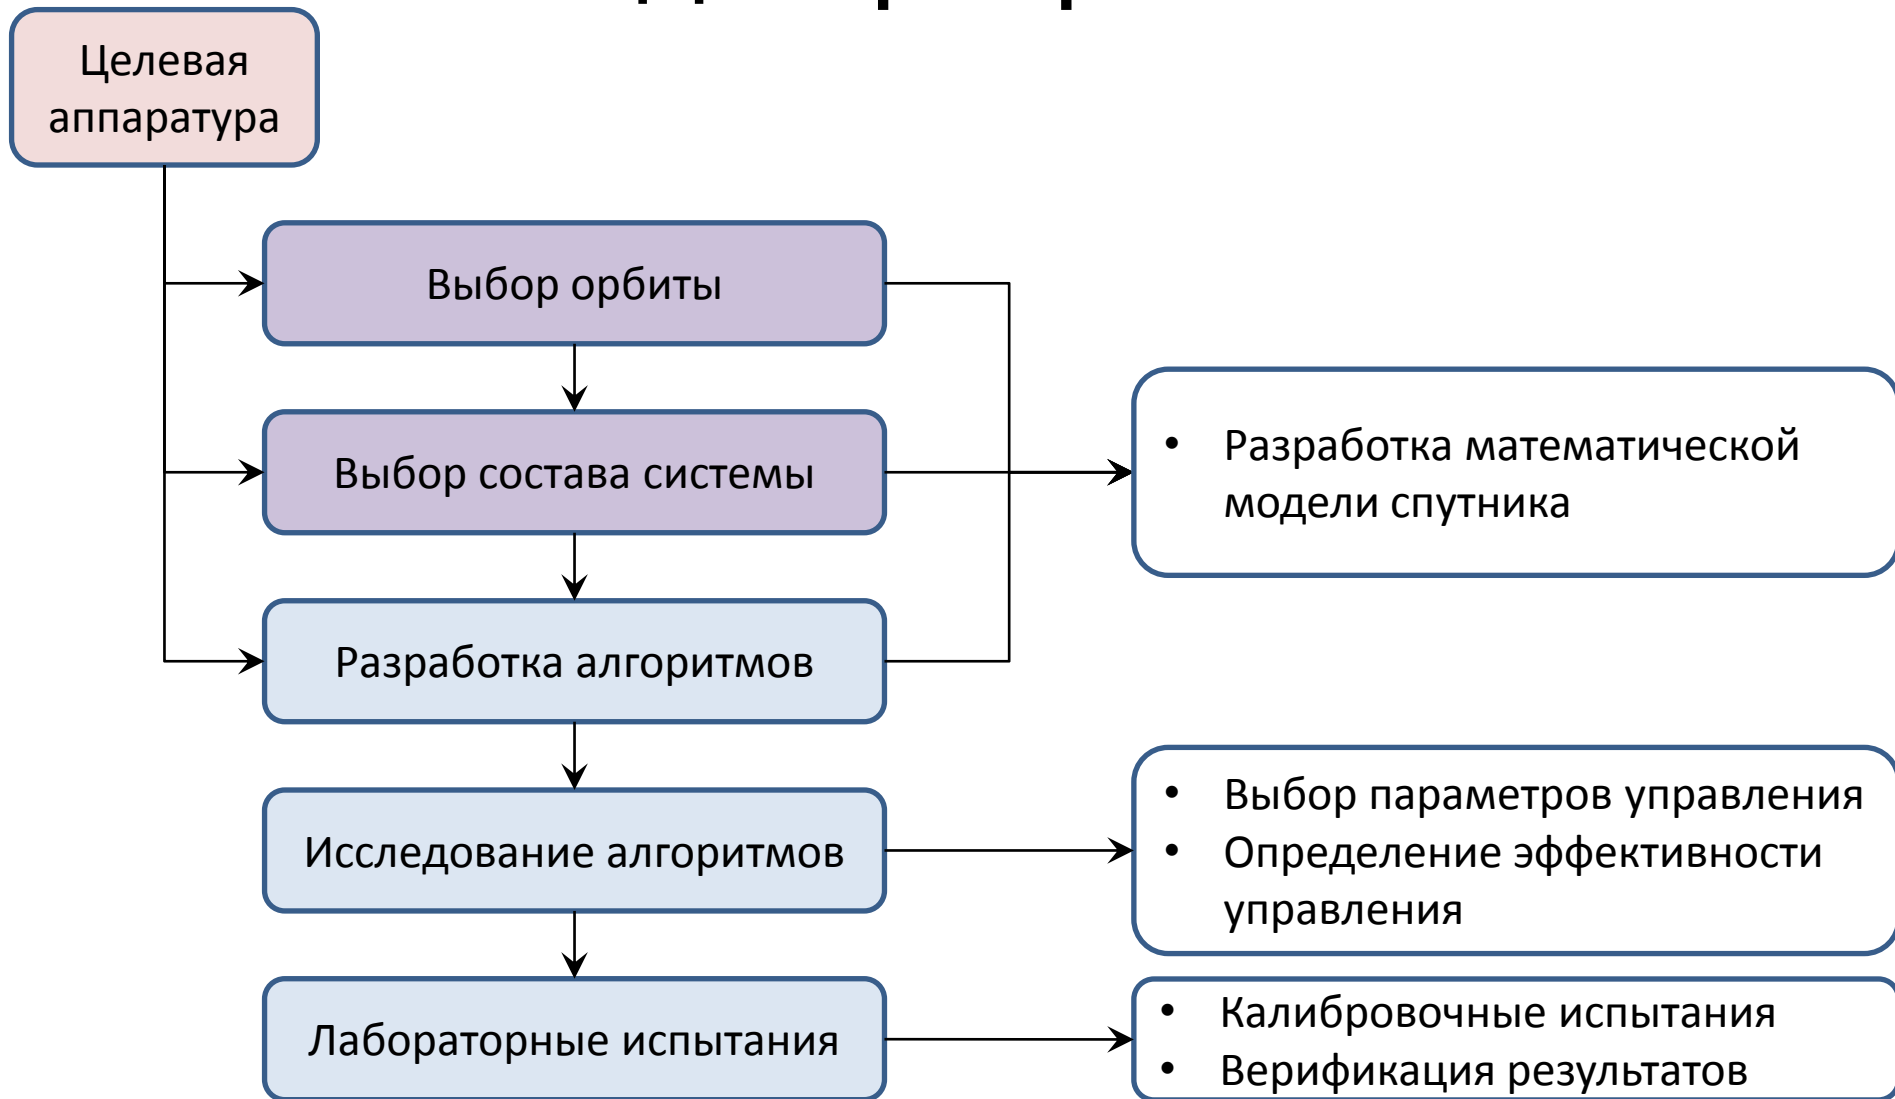 Целевая
аппаратура
Выбор орбиты
Выбор состава системы
• Разработка математической
модели спутника
Разработка алгоритмов
Исследование алгоритмов
• Выбор параметров управления
• Определение эффективности
управления
Лабораторные испытания
• Калибровочные испытания
• Верификация результатов